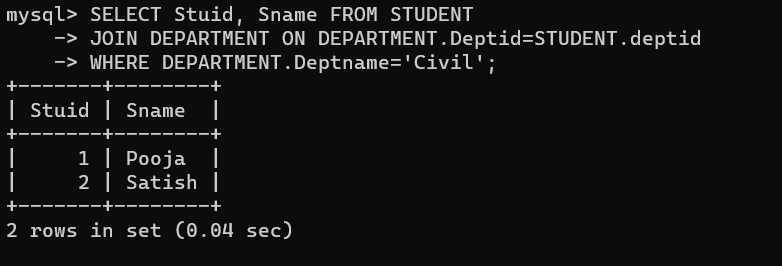 mysql> SELECT Stuid, Sname FROM STUDENT
    -> JOIN DEPARTMENT ON DEPARTMENT.Deptid=STUDENT.deptid
    -> WHERE DEPARTMENT.Deptname='Civil';
+-------+--------+
| Stuid | Sname  |
+-------+--------+
|     1 | Pooja  |
|     2 | Satish |
+-------+--------+
2 rows in set (0.04 sec)